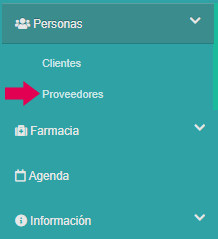 Personas
Clientes
Proveedores
Farmacia
Agenda
Información